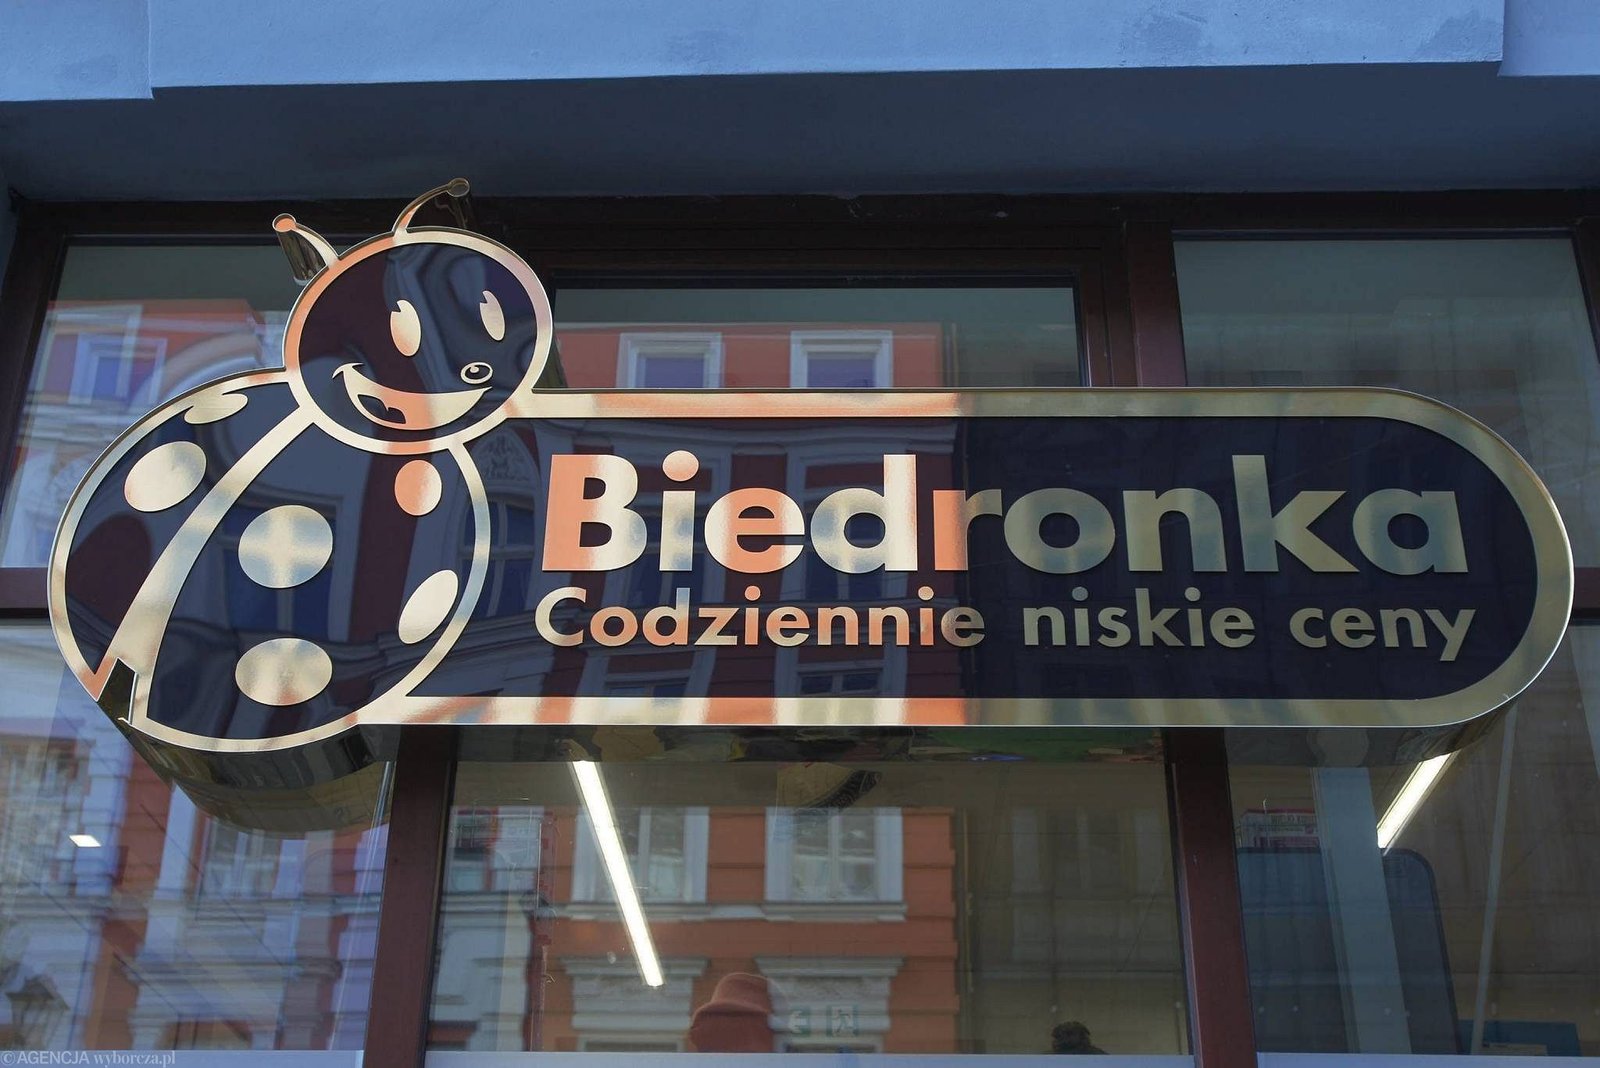 Biedronka
Codziennie niskie ceny
©AGENCJA wyborcza.pl